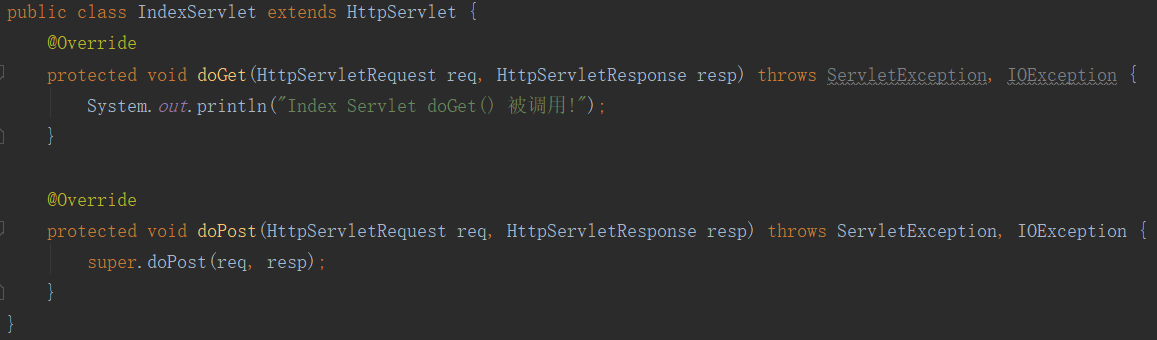 public class IndexServlet extends HttpServlet {
@Override
protected void doGet(HttpServletRequest req, HttpServletResponse resp) throws ServletException, IOException {
System.out.println("Index Servlet doGet() 被调用!");
}
@Override
protected void doPost(HttpServletRequest req, HttpServletResponse resp) throws ServletException, IOException {
super.doPost(req, resp);
}
}